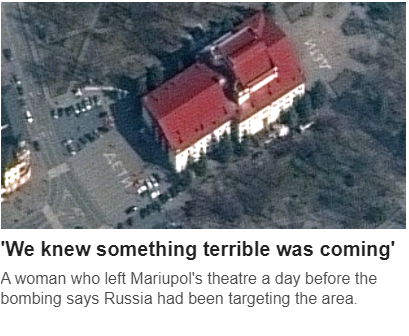 ДЕТИ
ДЕТИ
'We knew something terrible was coming'
A woman who left Mariupol's theatre a day before the
bombing says Russia had been targeting the area.